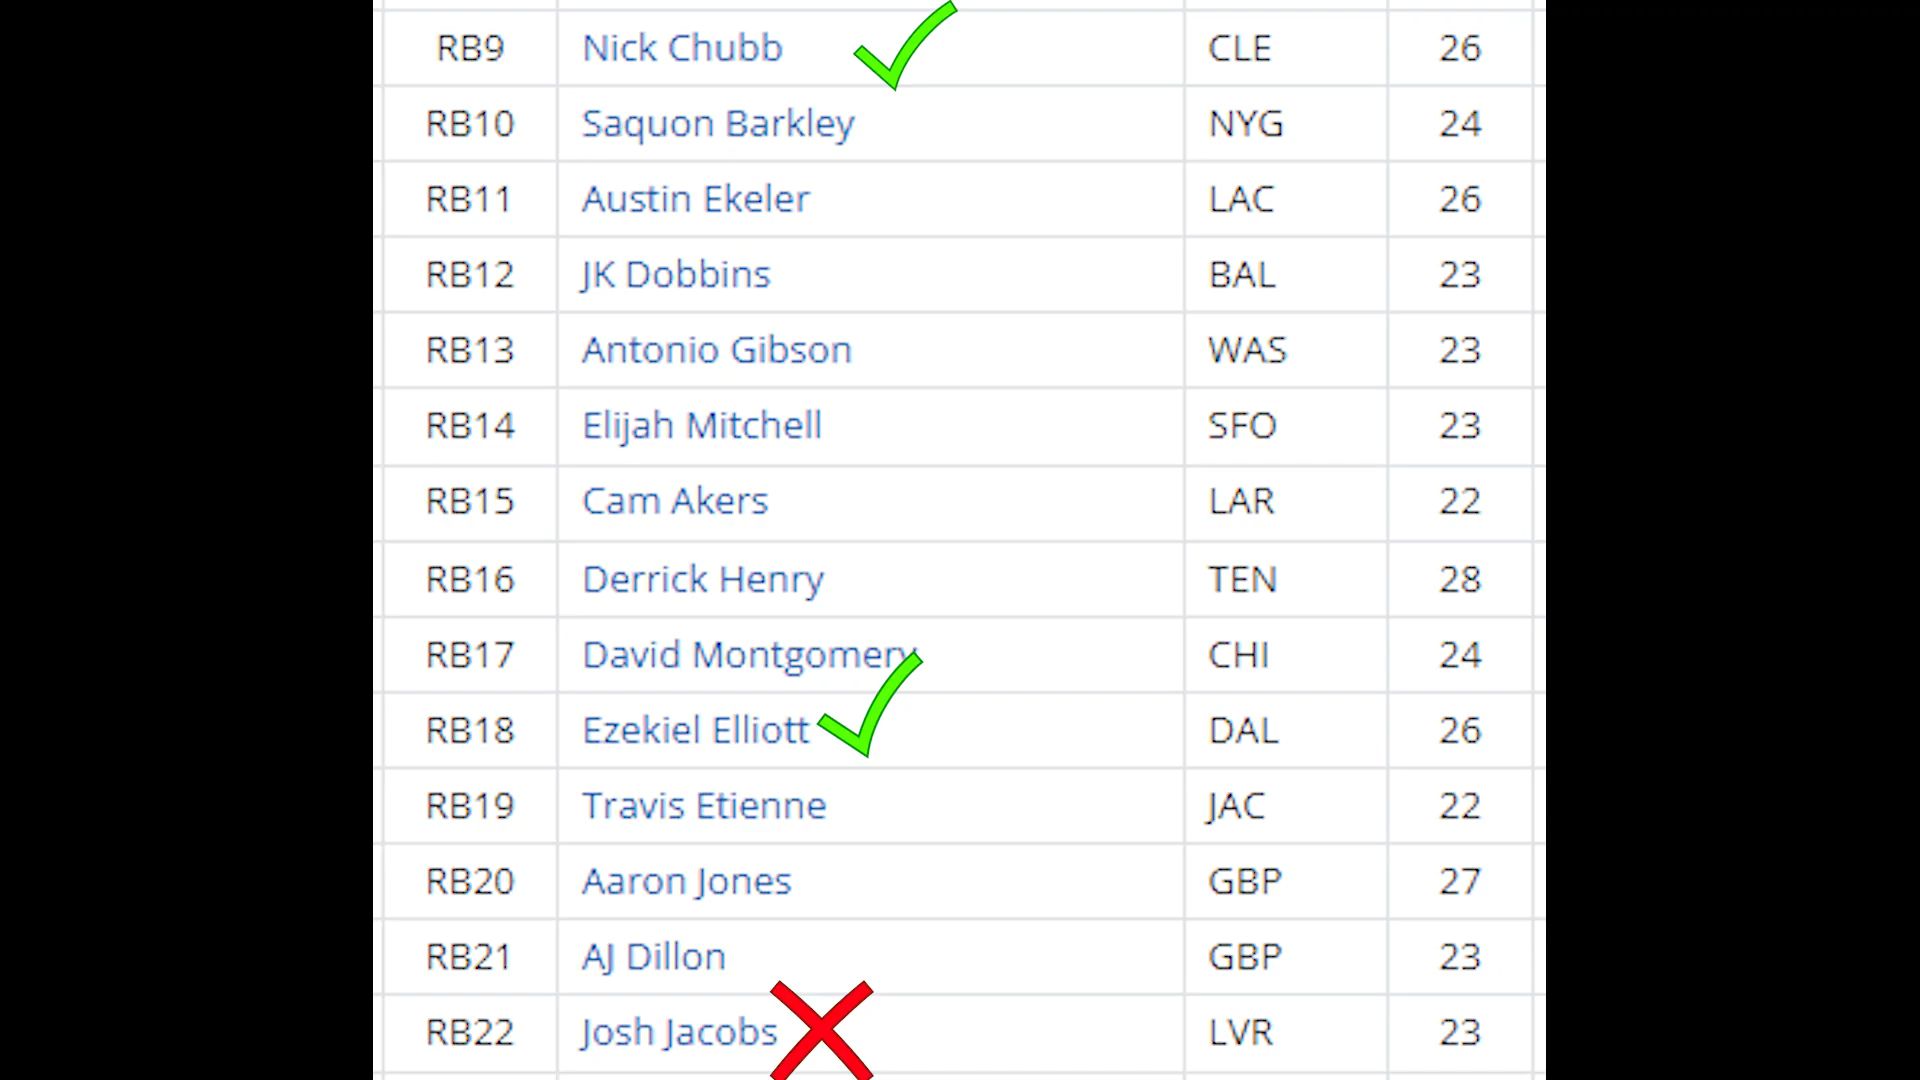 RB9 Nick Chubb CLE 26
RB10 Saquon Barkley NYG 24
RB11 Austin Ekeler LAC 26
RB12 JK Dobbins BAL 23
RB13 Antonio Gibson WAS 23
RB14 Elijah Mitchell SFO 23
RB15 Cam Akers LAR 22
RB16 Derrick Henry TEN 28
RB17 David Montgomery CHI 24
RB18 Ezekiel Elliott DAL 26
RB19 Travis Etienne JAC 22
RB20 Aaron Jones GBP 27
RB21 AJ Dillon GBP 23
RB22 Josh Jacobs LVR 23